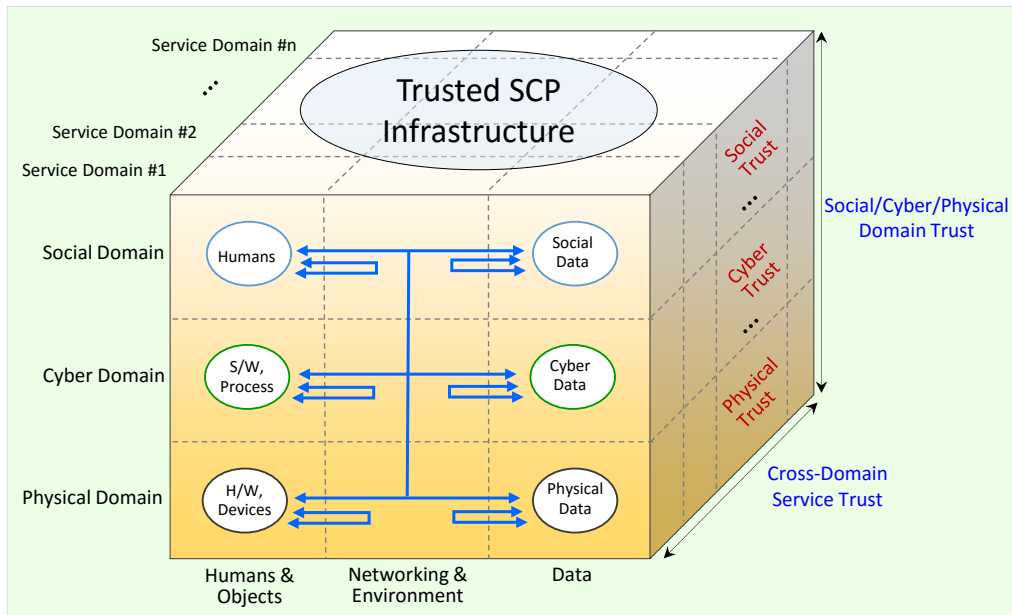 Service Domain #n
...
Service Domain #2
Service Domain #1
Trusted SCP
Infrastructure
Social
Trust
...
Cyber
Trust
...
Physical
Trust
Social/Cyber/Physical
Domain Trust
Cross-Domain
Service Trust
Social Domain
Humans
Social
Data
Cyber Domain
S/W,
Process
Cyber
Data
Physical Domain
H/W,
Devices
Physical
Data
Humans &
Objects
Networking &
Environment
Data